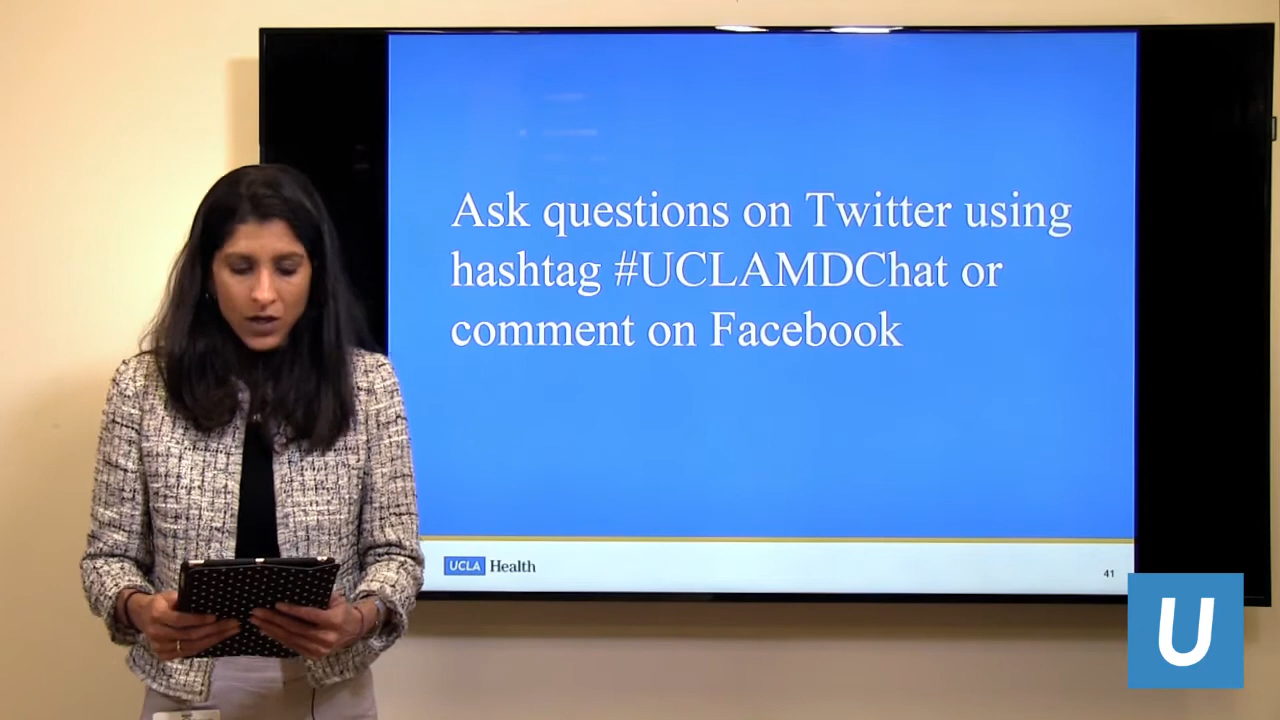 Ask questions on Twitter using
hashtag #UCLAMDChat or
comment on Facebook
UCLA Health
41
U